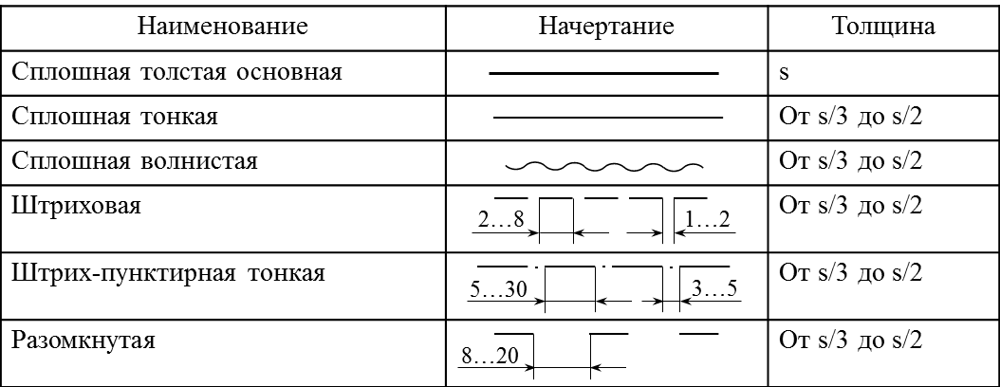 Наименование Начертание Толщина
Сплошная толстая основная s
Сплошная тонкая От s/3 до s/2
Сплошная волнистая От s/3 до s/2
Штриховая 2…8 1…2 От s/3 до s/2
Штрих-пунктирная тонкая 5…30 3…5 От s/3 до s/2
Разомкнутая 8…20 От s/3 до s/2